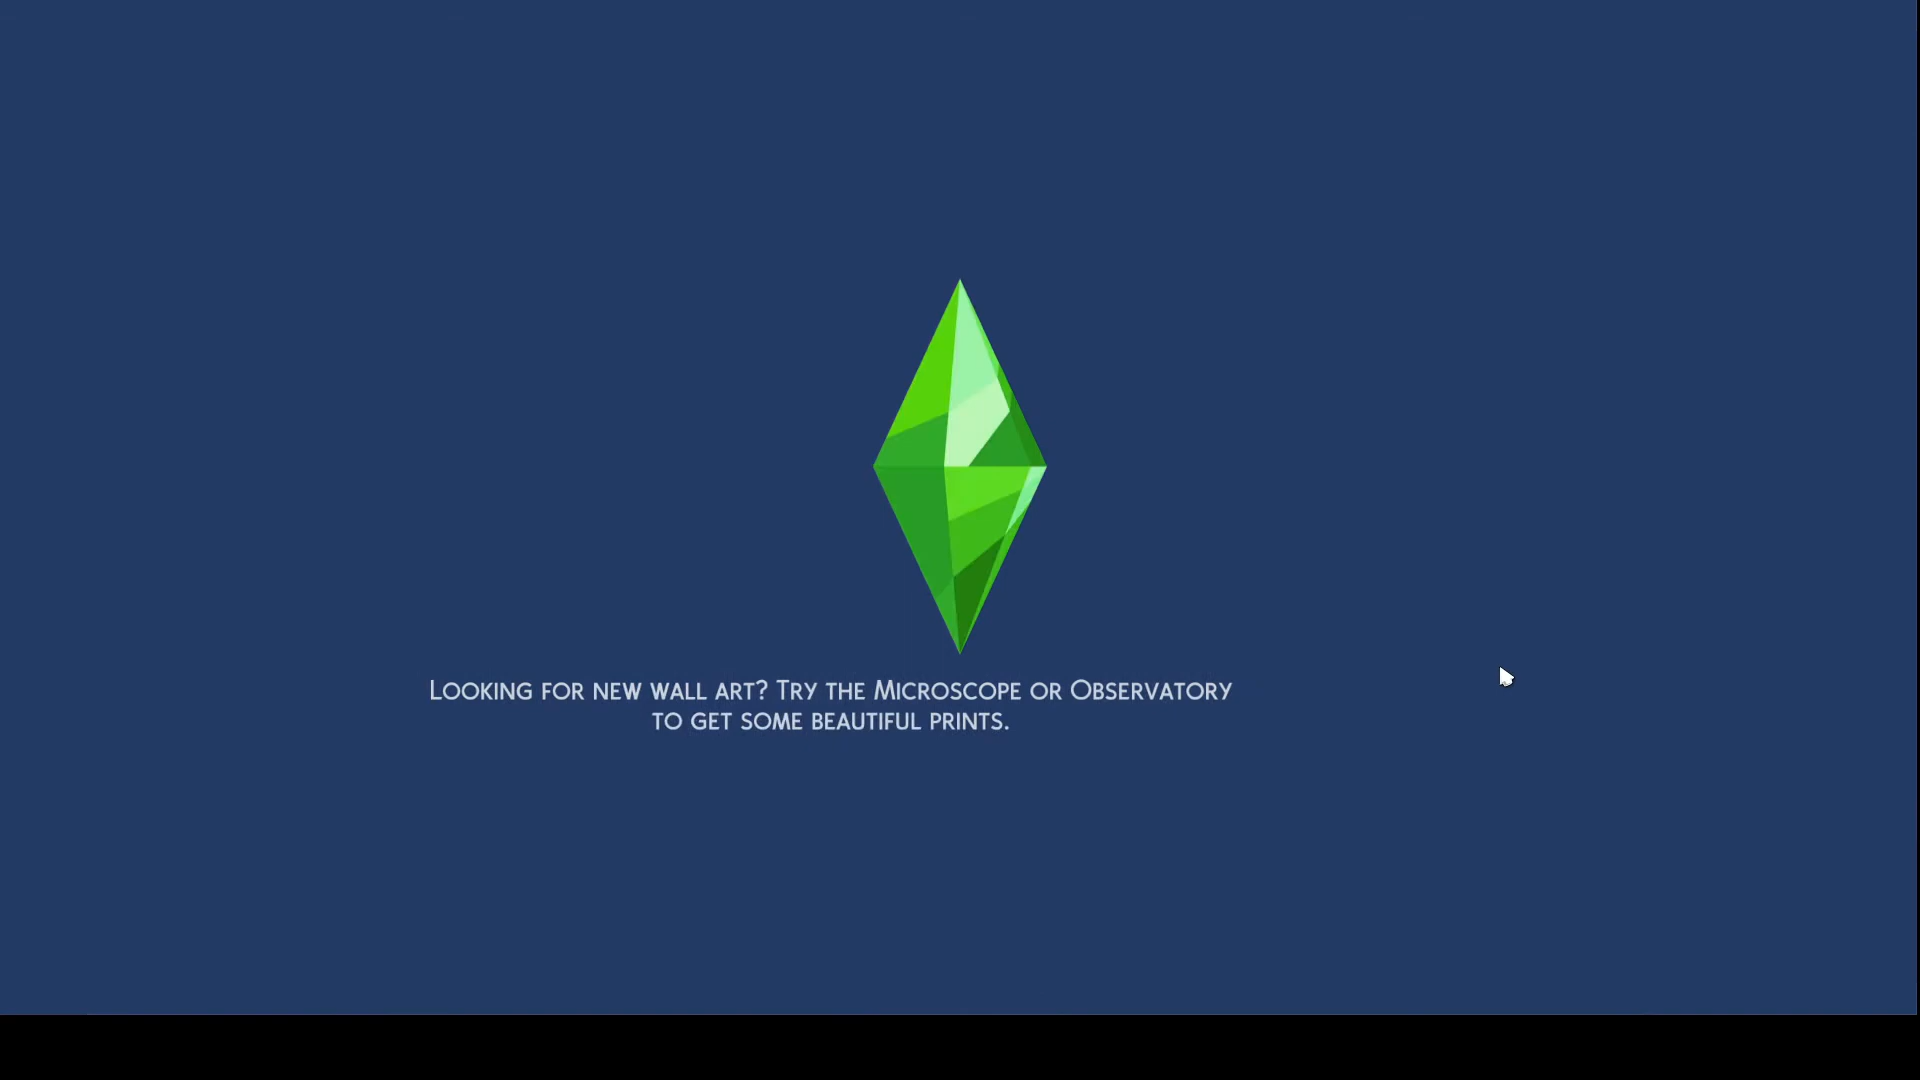 Looking for new wall art? Try the Microscope or Observatory
to get some beautiful prints.